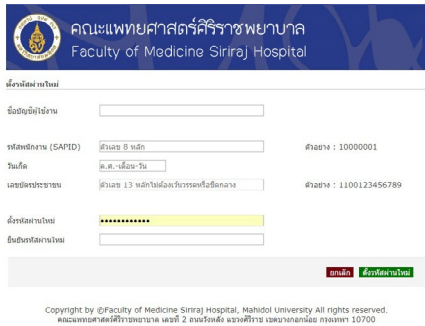 คณะแพทยศาสตร์ศิริราชพยาบาล
Faculty of Medicine Siriraj Hospital
ตั้งรหัสผ่านใหม่
ชื่อบัญชีผู้ใช้งาน
รหัสพนักงาน (SAPID) ตัวเลข 8 หลัก ตัวอย่าง : 10000001
วันเกิด ค.ศ.-เดือน-วัน
เลขบัตรประชาชน ตัวเลข 13 หลักไม่ต้องเว้นวรรคหรือขีดกลาง ตัวอย่าง : 1100123456789
ตั้งรหัสผ่านใหม่ ••••••••••••
ยืนยันรหัสผ่านใหม่
ยกเลิก ตั้งรหัสผ่านใหม่
Copyright by @Faculty of Medicine Siriraj Hospital, Mahidol University All rights reserved.
คณะแพทยศาสตร์ศิริราชพยาบาล เลขที่ 2 ถนนวังหลัง แขวงศิริราช เขตบางกอกน้อย กรุงเทพฯ 10700